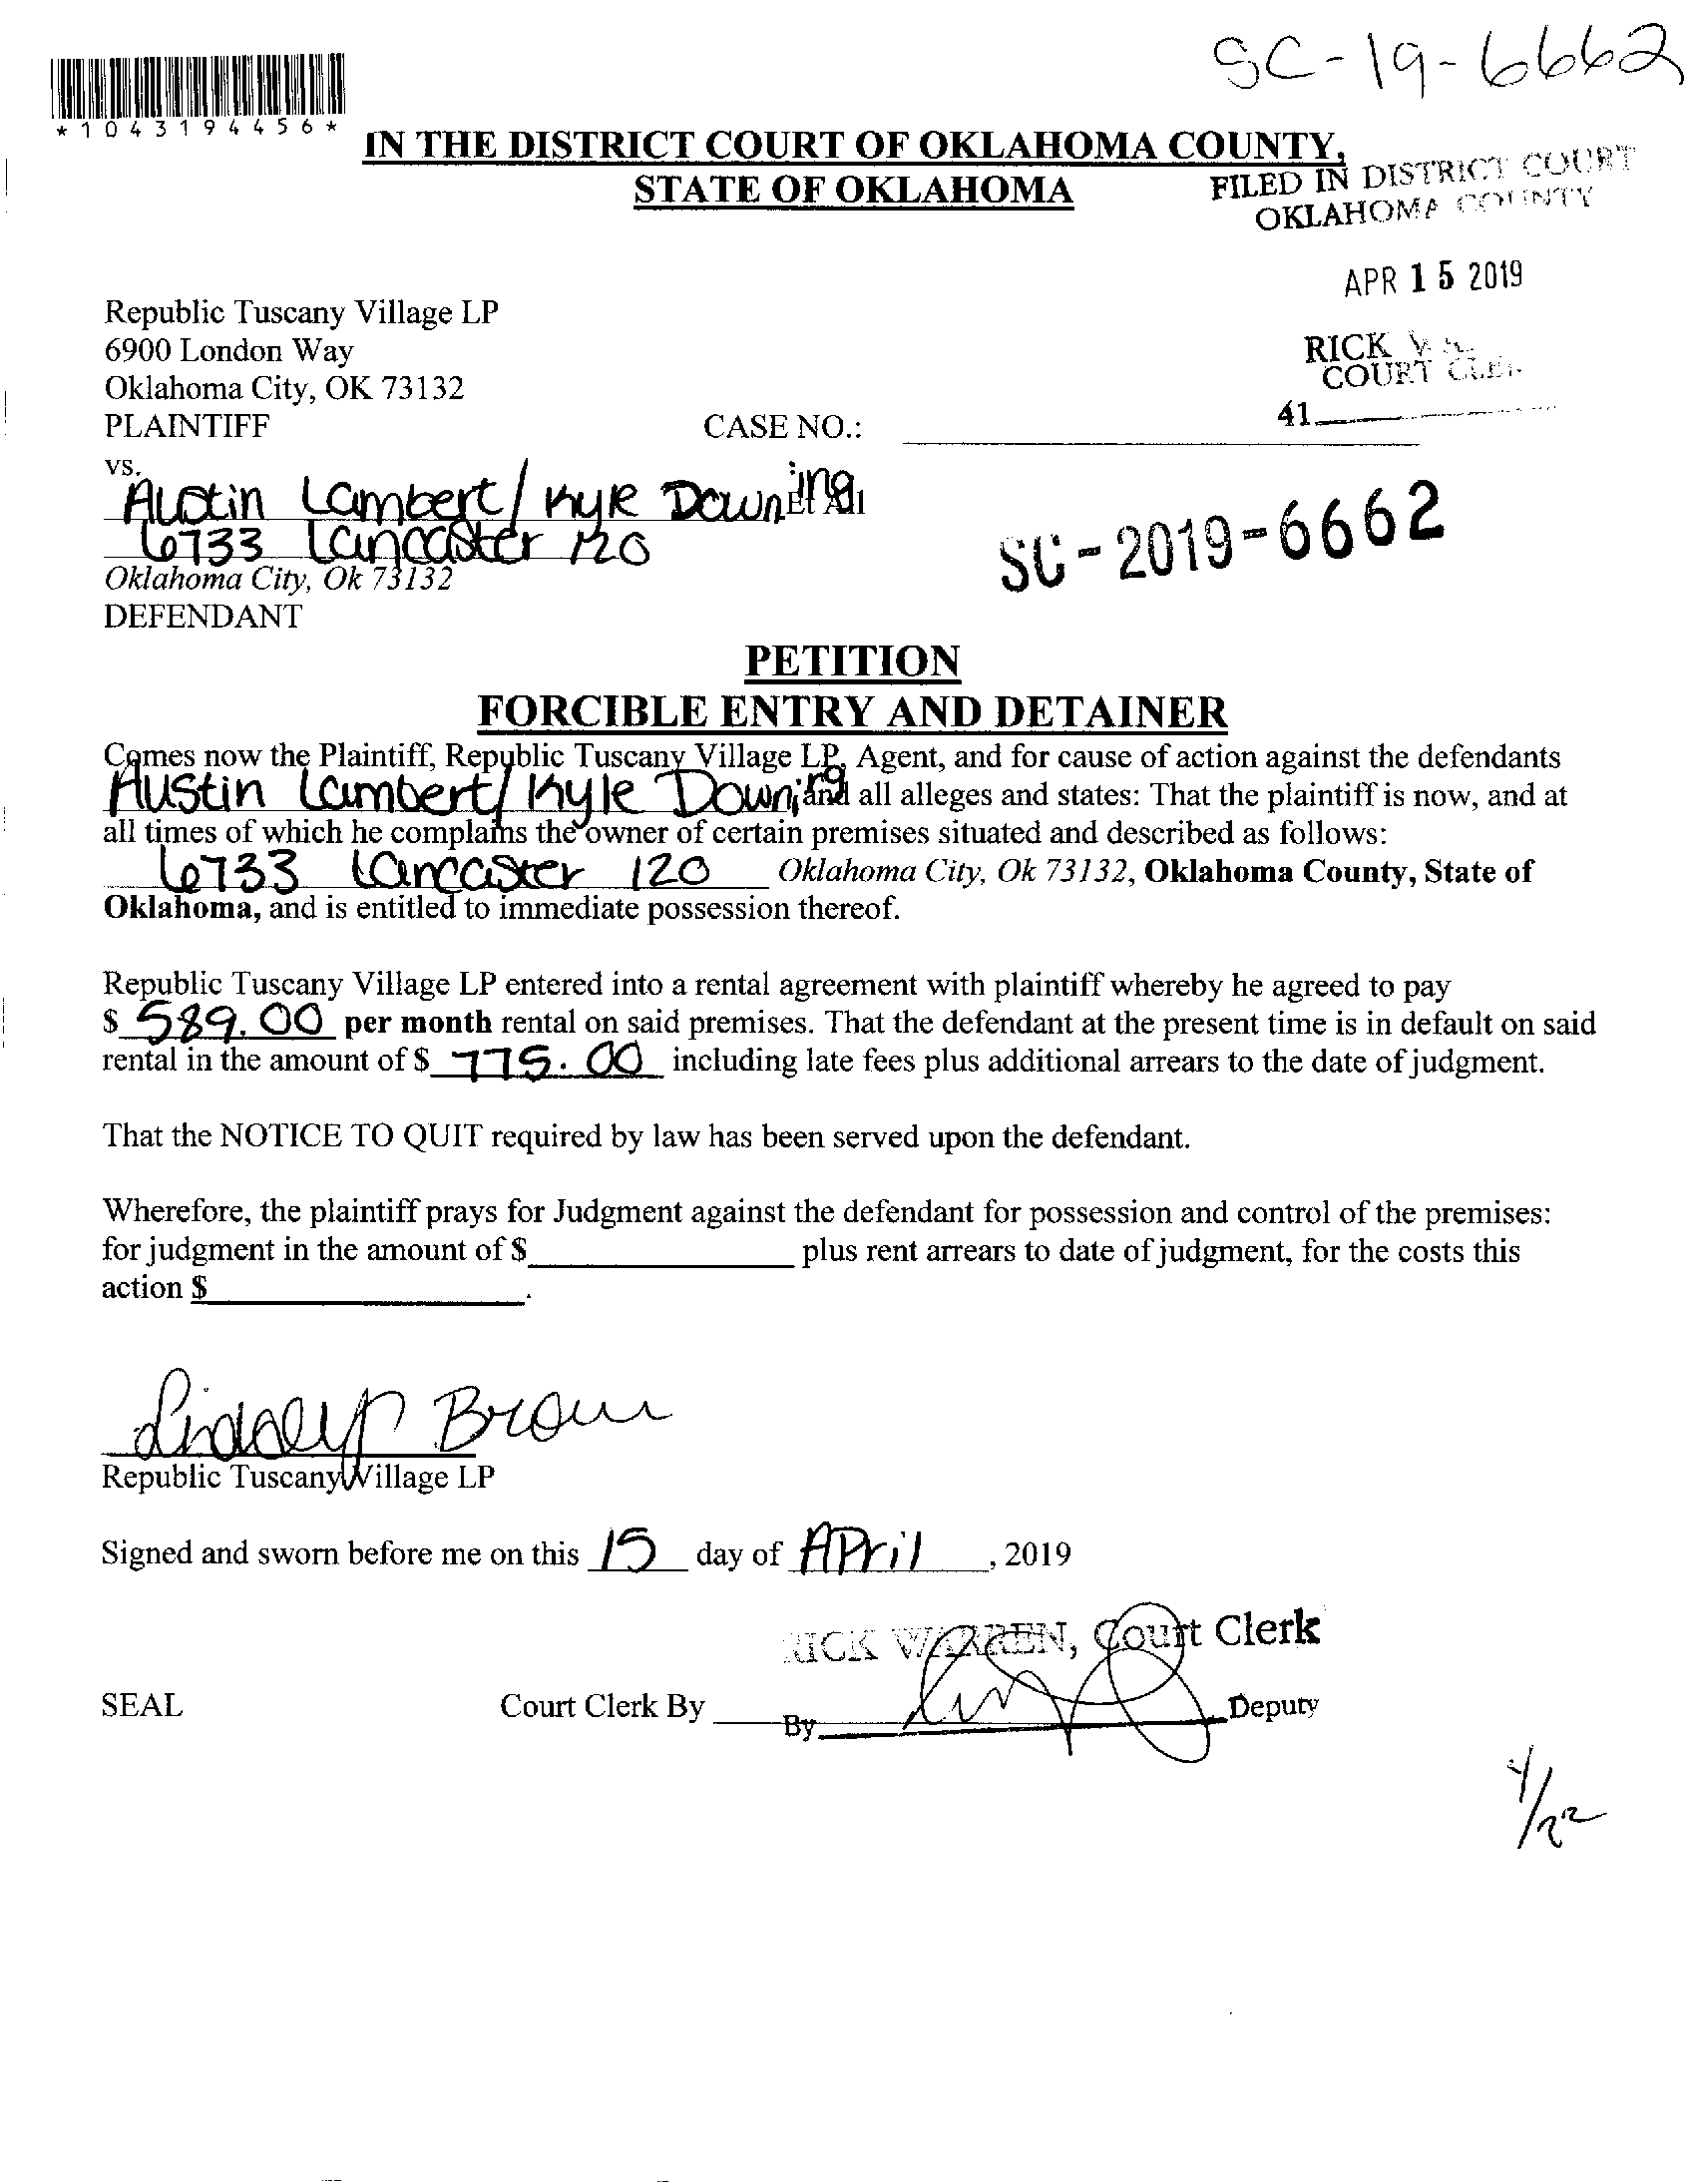 SC-19-6662
*1043194456*
IN THE DISTRICT COURT OF OKLAHOMA COUNTY,
STATE OF OKLAHOMA
FILED IN DISTRICT COURT
OKLAHOMA COUNTY
APR 15 2019
Republic Tuscany Village LP
6900 London Way
RICK
COURT
Oklahoma City, OK 73132
41
PLAINTIFF
CASE NO.:
vs.
Austin Lambert/Kyle Downing Et All
6733 Lancaster 120
SC-2019-6662
Oklahoma City, Ok 73132
DEFENDANT
PETITION
FORCIBLE ENTRY AND DETAINER
Comes now the Plaintiff, Republic Tuscany Village LP, Agent, and for cause of action against the defendants
Austin Lambert/Kyle Downing and all alleges and states: That the plaintiff is now, and at
all times of which he complains the owner of certain premises situated and described as follows:
6733 Lancaster 120 Oklahoma City, Ok 73132, Oklahoma County, State of
Oklahoma, and is entitled to immediate possession thereof.
Republic Tuscany Village LP entered into a rental agreement with plaintiff whereby he agreed to pay
$ 589.00 per month rental on said premises. That the defendant at the present time is in default on said
rental in the amount of $ 775.00 including late fees plus additional arrears to the date of judgment.
That the NOTICE TO QUIT required by law has been served upon the defendant.
Wherefore, the plaintiff prays for Judgment against the defendant for possession and control of the premises:
for judgment in the amount of $ plus rent arrears to date of judgment, for the costs this
action $ .
Lindsey Brown
Republic Tuscany Village LP
Signed and sworn before me on this 15 day of APril, 2019
RICK WARREN, Court Clerk
SEAL Court Clerk By By Deputy
4/22